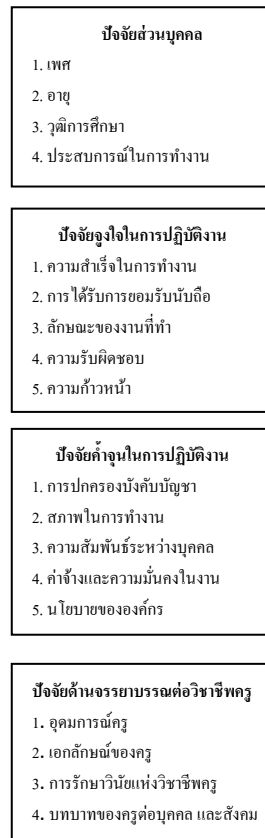 ปัจจัยส่วนบุคคล
1. เพศ
2. อายุ
3. วุฒิการศึกษา
4. ประสบการณ์ในการทำงาน
ปัจจัยจูงใจในการปฏิบัติงาน
1. ความสำเร็จในการทำงาน
2. การได้รับการยอมรับนับถือ
3. ลักษณะของงานที่ทำ
4. ความรับผิดชอบ
5. ความก้าวหน้า
ปัจจัยค้ำจุนในการปฏิบัติงาน
1. การปกครองบังคับบัญชา
2. สภาพในการทำงาน
3. ความสัมพันธ์ระหว่างบุคคล
4. ค่าจ้างและความมั่นคงในงาน
5. นโยบายขององค์กร
ปัจจัยด้านจรรยาบรรณต่อวิชาชีพครู
1. อุดมการณ์ครู
2. เอกลักษณ์ของครู
3. การรักษาวินัยแห่งวิชาชีพครู
4. บทบาทของครูต่อบุคคล และสังคม